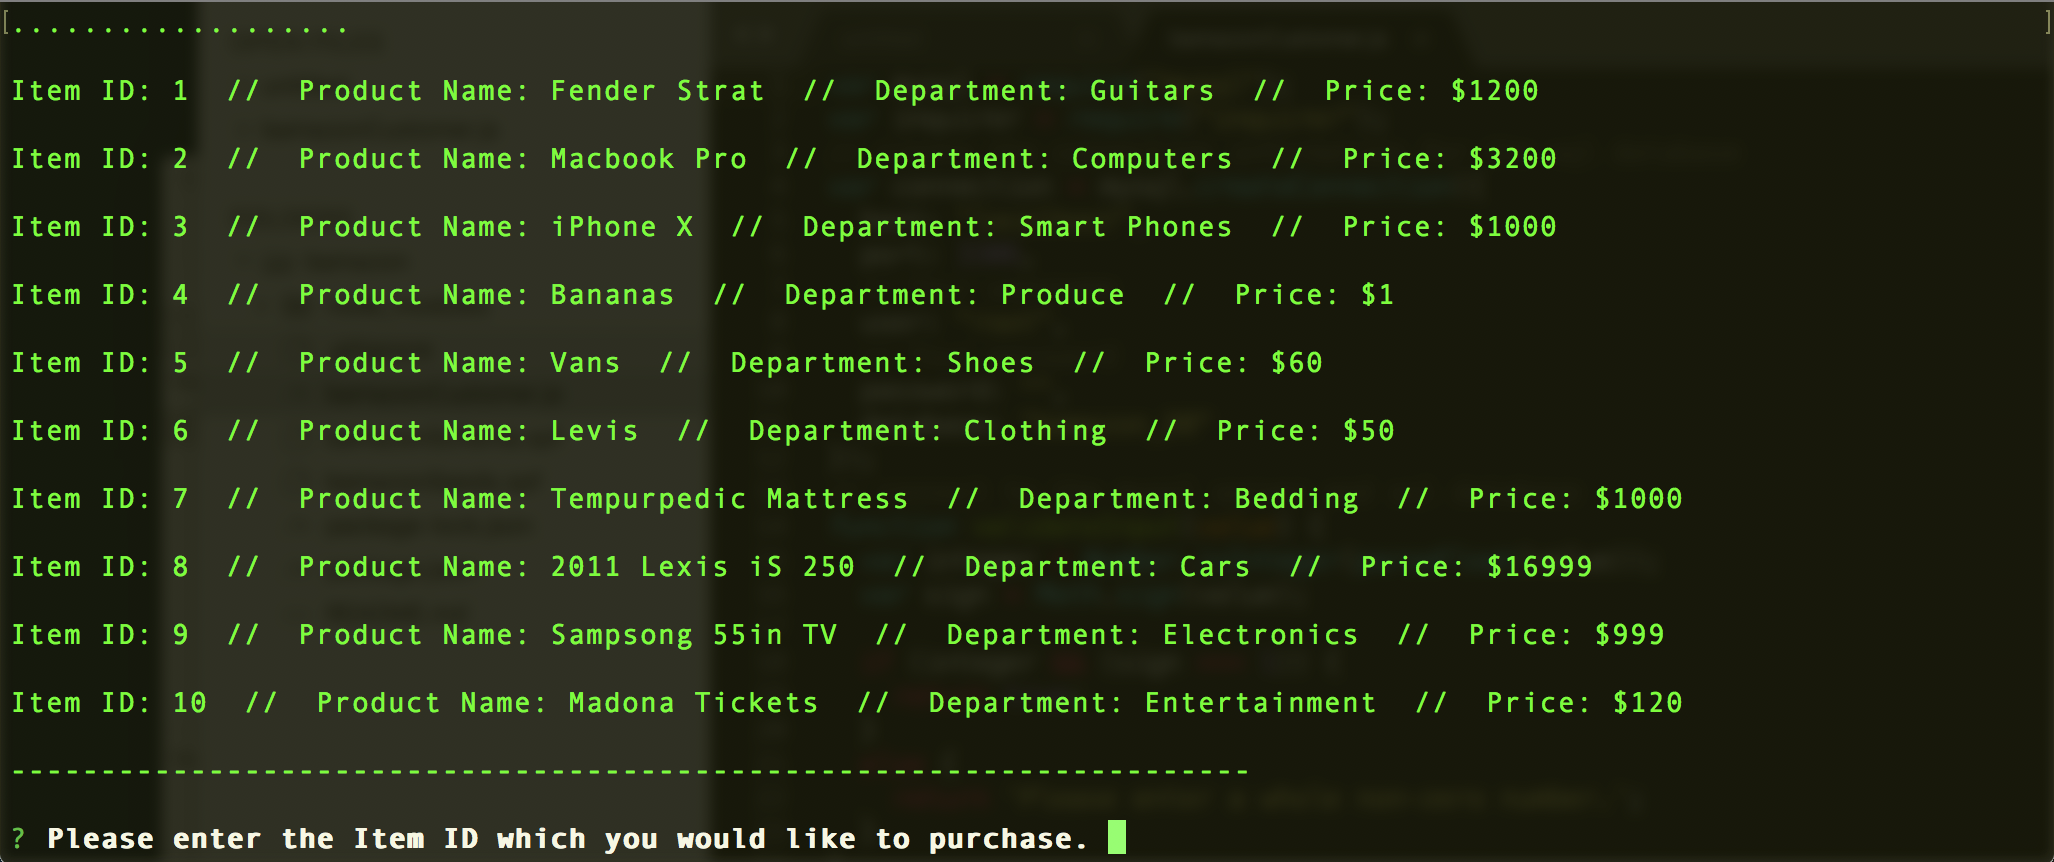 [...................]
Item ID: 1  //  Product Name: Fender Strat  //  Department: Guitars  //  Price: $1200
Item ID: 2  //  Product Name: Macbook Pro  //  Department: Computers  //  Price: $3200
Item ID: 3  //  Product Name: iPhone X  //  Department: Smart Phones  //  Price: $1000
Item ID: 4  //  Product Name: Bananas  //  Department: Produce  //  Price: $1
Item ID: 5  //  Product Name: Vans  //  Department: Shoes  //  Price: $60
Item ID: 6  //  Product Name: Levis  //  Department: Clothing  //  Price: $50
Item ID: 7  //  Product Name: Tempurpedic Mattress  //  Department: Bedding  //  Price: $1000
Item ID: 8  //  Product Name: 2011 Lexis iS 250  //  Department: Cars  //  Price: $16999
Item ID: 9  //  Product Name: Sampsong 55in TV  //  Department: Electronics  //  Price: $999
Item ID: 10  //  Product Name: Madona Tickets  //  Department: Entertainment  //  Price: $120
---------------------------------------------------------------------
? Please enter the Item ID which you would like to purchase.